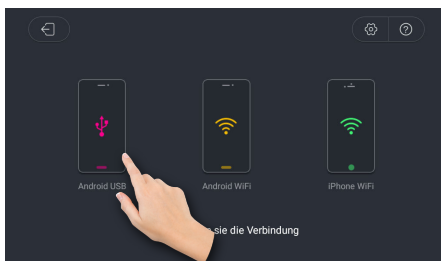 Android USB
Android WiFi
iPhone WiFi
sie die Verbindung